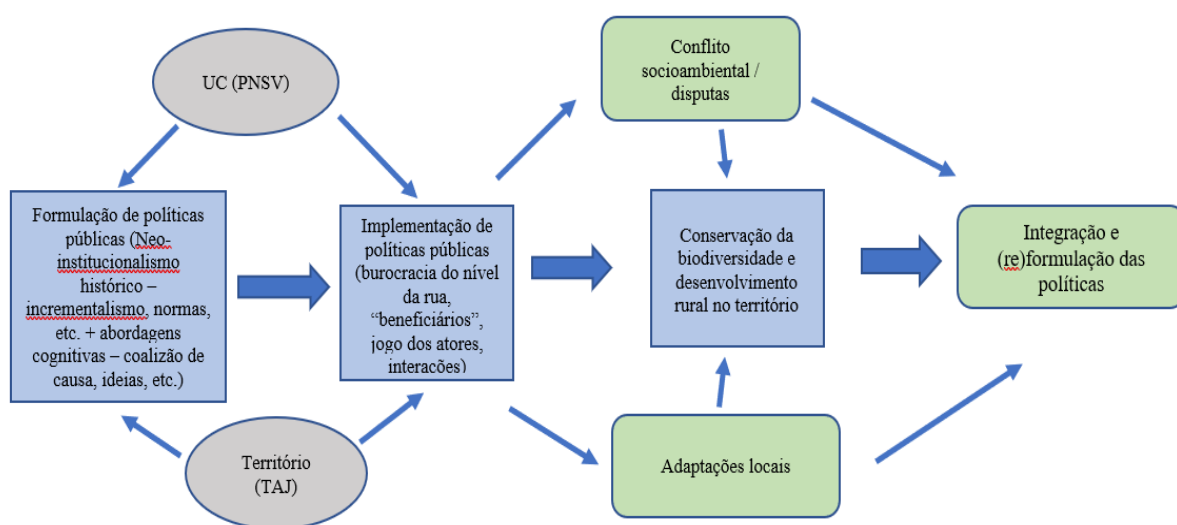 UC (PNSV)
Conflito
socioambiental /
disputas
Formulação de políticas
públicas (Neo-
institucionalismo
histórico –
incrementalismo, normas,
etc. + abordagens
cognitivas – coalizão de
causa, ideias, etc.)
Implementação de
políticas públicas
(burocracia do nível
da rua,
“beneficiários”,
jogo dos atores,
interações)
Conservação da
biodiversidade e
desenvolvimento
rural no território
Integração e
(re)formulação das
políticas
Território
(TAJ)
Adaptações locais